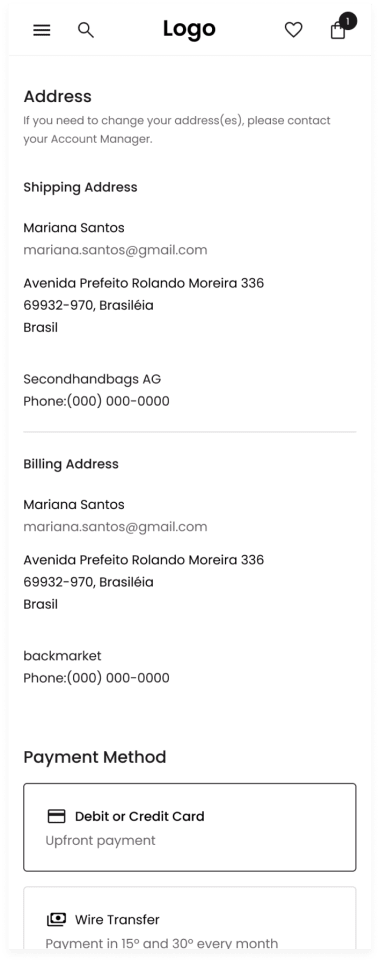 Logo
1
Address
If you need to change your address(es), please contact
your Account Manager.
Shipping Address
Mariana Santos
mariana.santos@gmail.com
Avenida Prefeito Rolando Moreira 336
69932-970, Brasiléia
Brasil
Secondhandbags AG
Phone:(000) 000-0000
Billing Address
Mariana Santos
mariana.santos@gmail.com
Avenida Prefeito Rolando Moreira 336
69932-970, Brasiléia
Brasil
backmarket
Phone:(000) 000-0000
Payment Method
Debit or Credit Card
Upfront payment
Wire Transfer
Payment in 15º and 30º every month